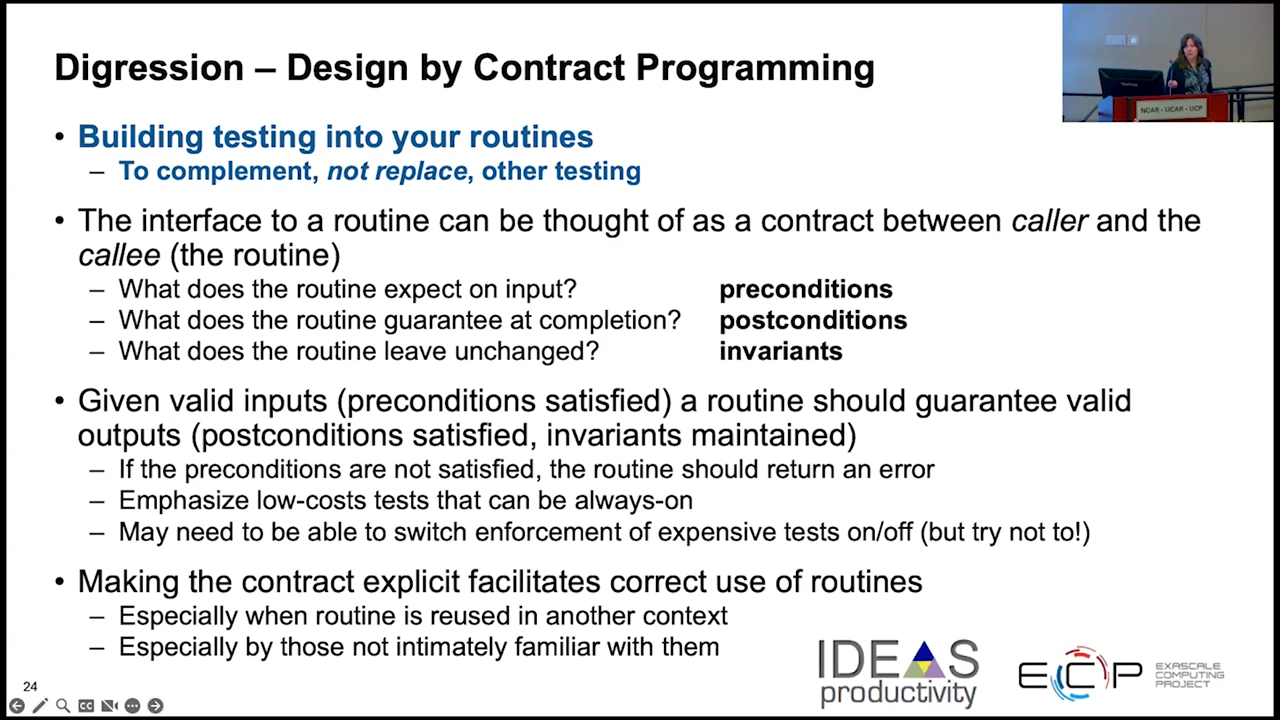 Digression – Design by Contract Programming
NCAR - UCAR - UCP
• Building testing into your routines
– To complement, not replace, other testing
• The interface to a routine can be thought of as a contract between caller and the
callee (the routine)
– What does the routine expect on input? preconditions
– What does the routine guarantee at completion? postconditions
– What does the routine leave unchanged? invariants
• Given valid inputs (preconditions satisfied) a routine should guarantee valid
outputs (postconditions satisfied, invariants maintained)
– If the preconditions are not satisfied, the routine should return an error
– Emphasize low-costs tests that can be always-on
– May need to be able to switch enforcement of expensive tests on/off (but try not to!)
• Making the contract explicit facilitates correct use of routines
– Especially when routine is reused in another context
– Especially by those not intimately familiar with them
IDEAS
productivity
ECP
EXASCALE
COMPUTING
PROJECT
24